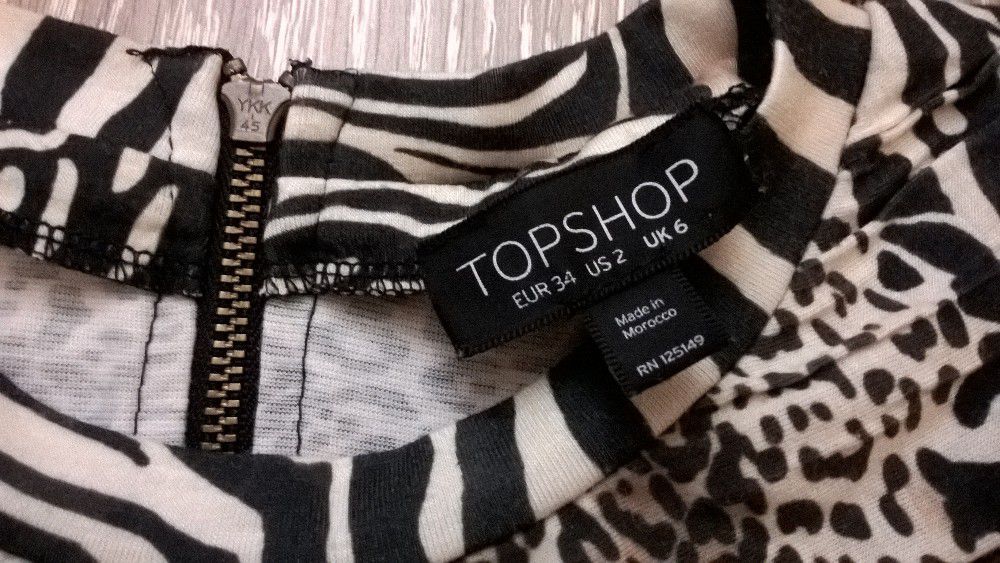 YKK
45
TOPSHOP
EUR 34 US 2 UK 6
Made in
Morocco
RN 125149